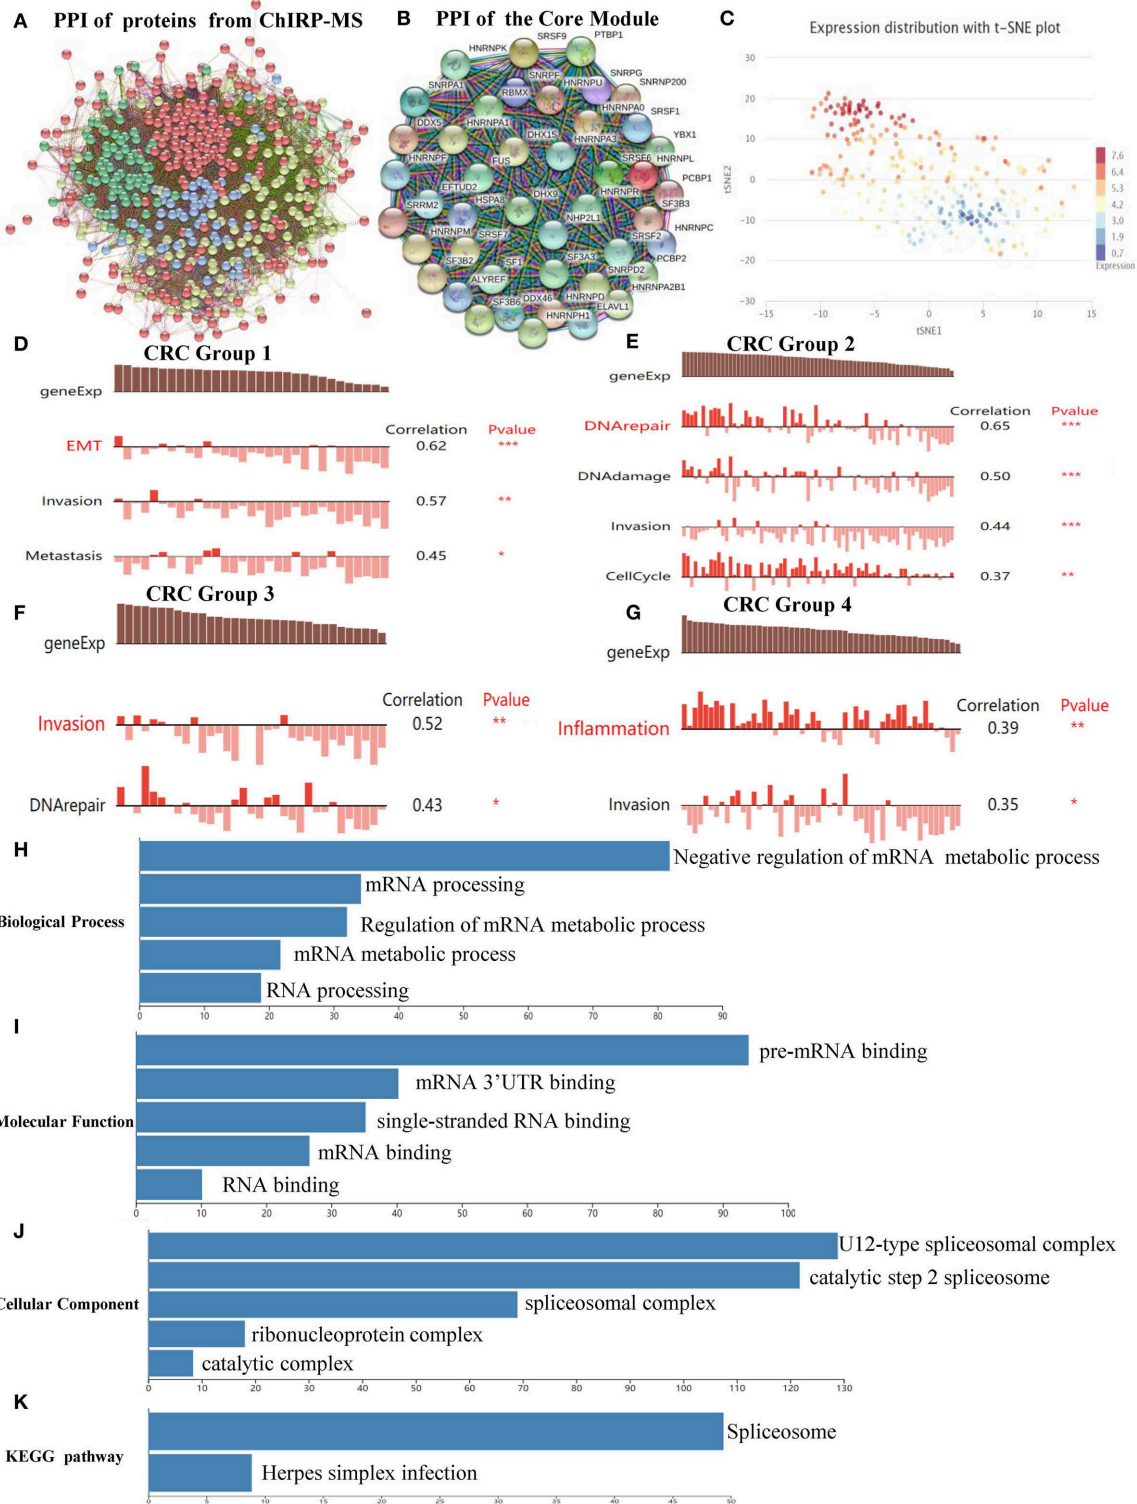 A PPI of proteins from ChIRP-MS
B PPI of the Core Module
C
Expression distribution with t-SNE plot
SRSF9
PTBP1
HNRNPK
SNRPA1
SNRPF
SNRPG
RBMX
HNRNPU
SNRNP200
HNRNPA0
SRSF1
DDX5
HNRNPA1
DHX15
HNRNPA3
YBX1
HNRNPF
FUS
SRSF6
HNRNPL
EFTUD2
PCBP1
HSPA8
DHX9
HNRNPR
SRRM2
SF3B3
NHP2L1
HNRNPM
SRSF7
SRSF2
HNRNPC
SF3B2
SF1
SF3A3
PCBP2
ALYREF
SNRPD2
HNRNPA2B1
SF3B6
DDX46
HNRNPD
ELAVL1
HNRNPH1
30
20
10
0
−10
−20
−30
tSNE2
−15 −10 −5 0 5 10 15
tSNE1
7.6
6.4
5.3
4.2
3.0
1.9
0.7
Expression
D
CRC Group 1
geneExp
Correlation Pvalue
EMT 0.62 ***
Invasion 0.57 **
Metastasis 0.45 *
E
CRC Group 2
geneExp
Correlation Pvalue
DNArepair 0.65 ***
DNAdamage 0.50 ***
Invasion 0.44 ***
CellCycle 0.37 **
F
CRC Group 3
geneExp
Correlation Pvalue
Invasion 0.52 **
DNArepair 0.43 *
G
CRC Group 4
geneExp
Correlation Pvalue
Inflammation 0.39 **
Invasion 0.35 *
H
Biological Process
Negative regulation of mRNA metabolic process
mRNA processing
Regulation of mRNA metabolic process
mRNA metabolic process
RNA processing
0 10 20 30 40 50 60 70 80 90
I
Molecular Function
pre-mRNA binding
mRNA 3’UTR binding
single-stranded RNA binding
mRNA binding
RNA binding
0 10 20 30 40 50 60 70 80 90 100
J
Cellular Component
U12-type spliceosomal complex
catalytic step 2 spliceosome
spliceosomal complex
ribonucleoprotein complex
catalytic complex
0 10 20 30 40 50 60 70 80 90 100 110 120 130
K
KEGG pathway
Spliceosome
Herpes simplex infection
0 5 10 15 20 25 30 35 40 45 50